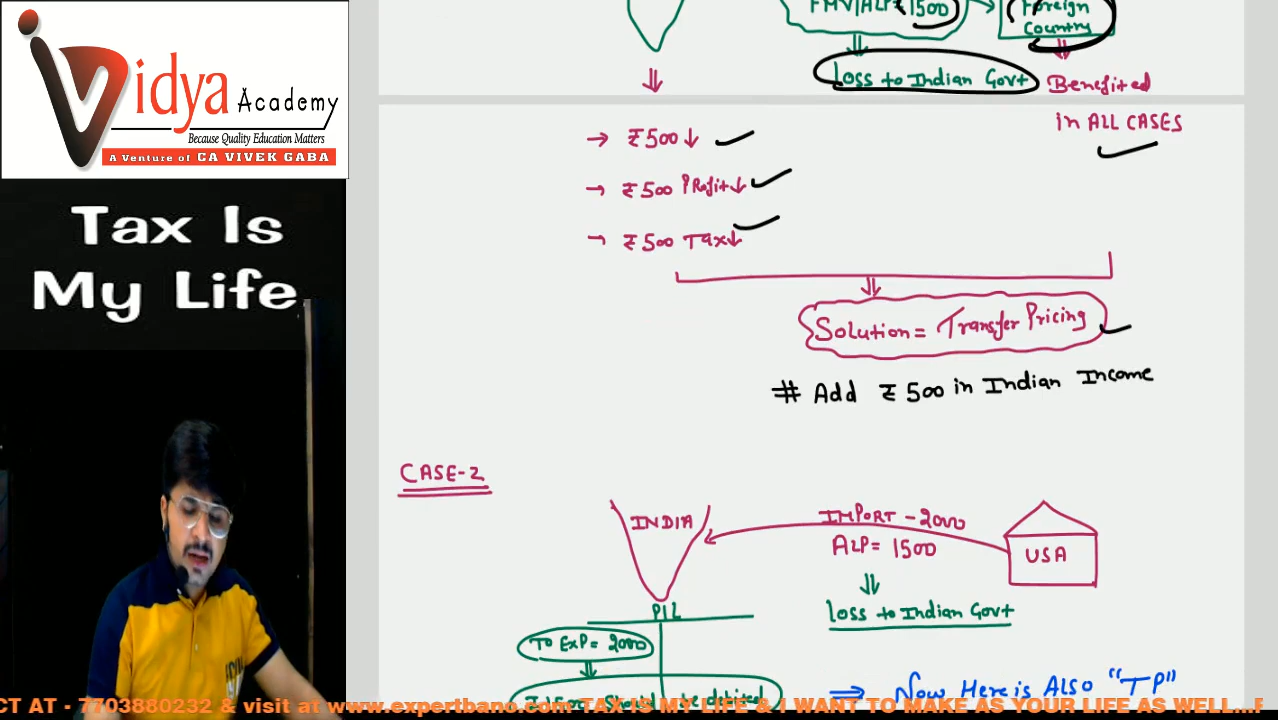 Vidya Academy
Because Quality Education Matters
A Venture of CA VIVEK GABA
Tax Is
My Life
FMV/ALP= 1500
Foreign
Country
Loss to Indian Govt
Benefited
in ALL CASES
→ ₹500↓
→ ₹500 Profit↓
→ ₹500 Tax↓
Solution = Transfer Pricing
# Add ₹500 in Indian Income
CASE-2
INDIA
IMPORT - 2000
ALP= 1500
USA
PIL
Loss to Indian Govt
To EXP= 2000
be debited
⇒ Now Here is Also "TP"
CT AT - 7703880232 & visit at www.expertbano.com TAX IS MY LIFE & I WANT TO MAKE AS YOUR LIFE AS WELL...F